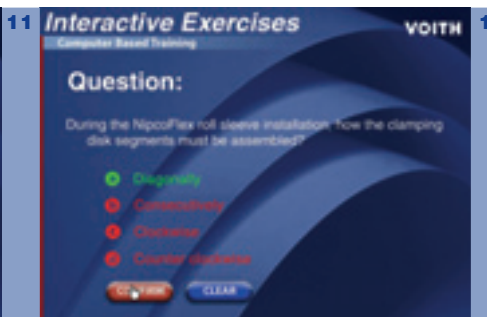 11
Interactive Exercises
VOITH
Computer Based Training
Question:
During the NipcoFlex roll sleeve installation, how the clamping
disk segments must be assembled?
Diagonally
Consecutively
Clockwise
Counter clockwise
CONFIRM
CLEAR